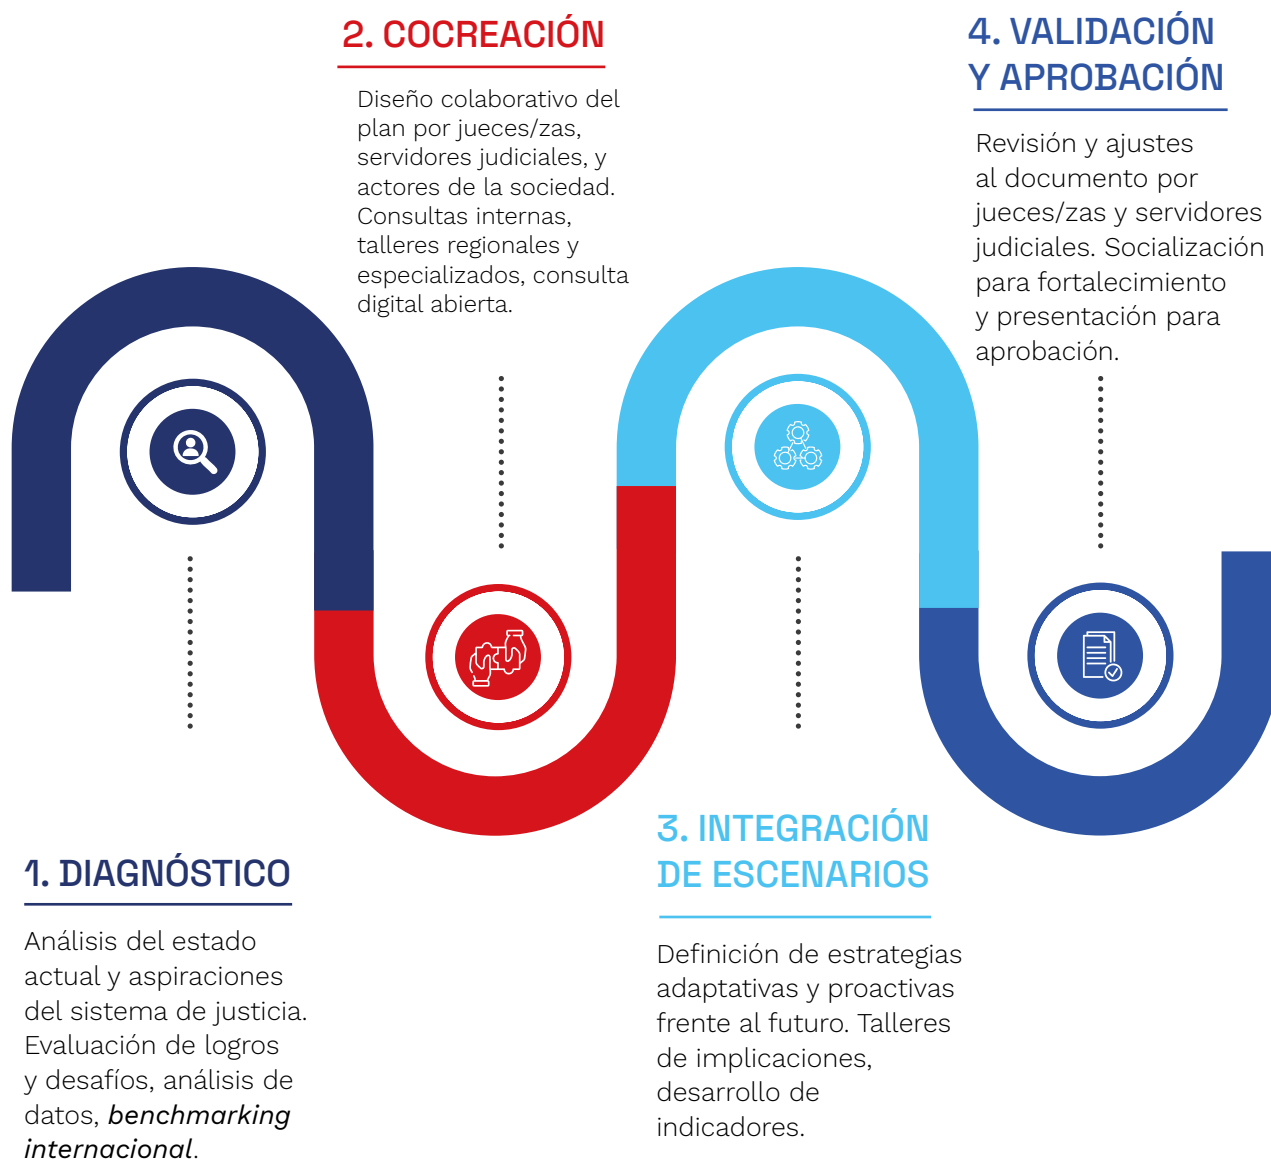 1. DIAGNÓSTICO
Análisis del estado
actual y aspiraciones
del sistema de justicia.
Evaluación de logros
y desafíos, análisis de
datos, benchmarking
internacional.
2. COCREACIÓN
Diseño colaborativo del
plan por jueces/zas,
servidores judiciales, y
actores de la sociedad.
Consultas internas,
talleres regionales y
especializados, consulta
digital abierta.
3. INTEGRACIÓN
DE ESCENARIOS
Definición de estrategias
adaptativas y proactivas
frente al futuro. Talleres
de implicaciones,
desarrollo de
indicadores.
4. VALIDACIÓN
Y APROBACIÓN
Revisión y ajustes
al documento por
jueces/zas y servidores
judiciales. Socialización
para fortalecimiento
y presentación para
aprobación.